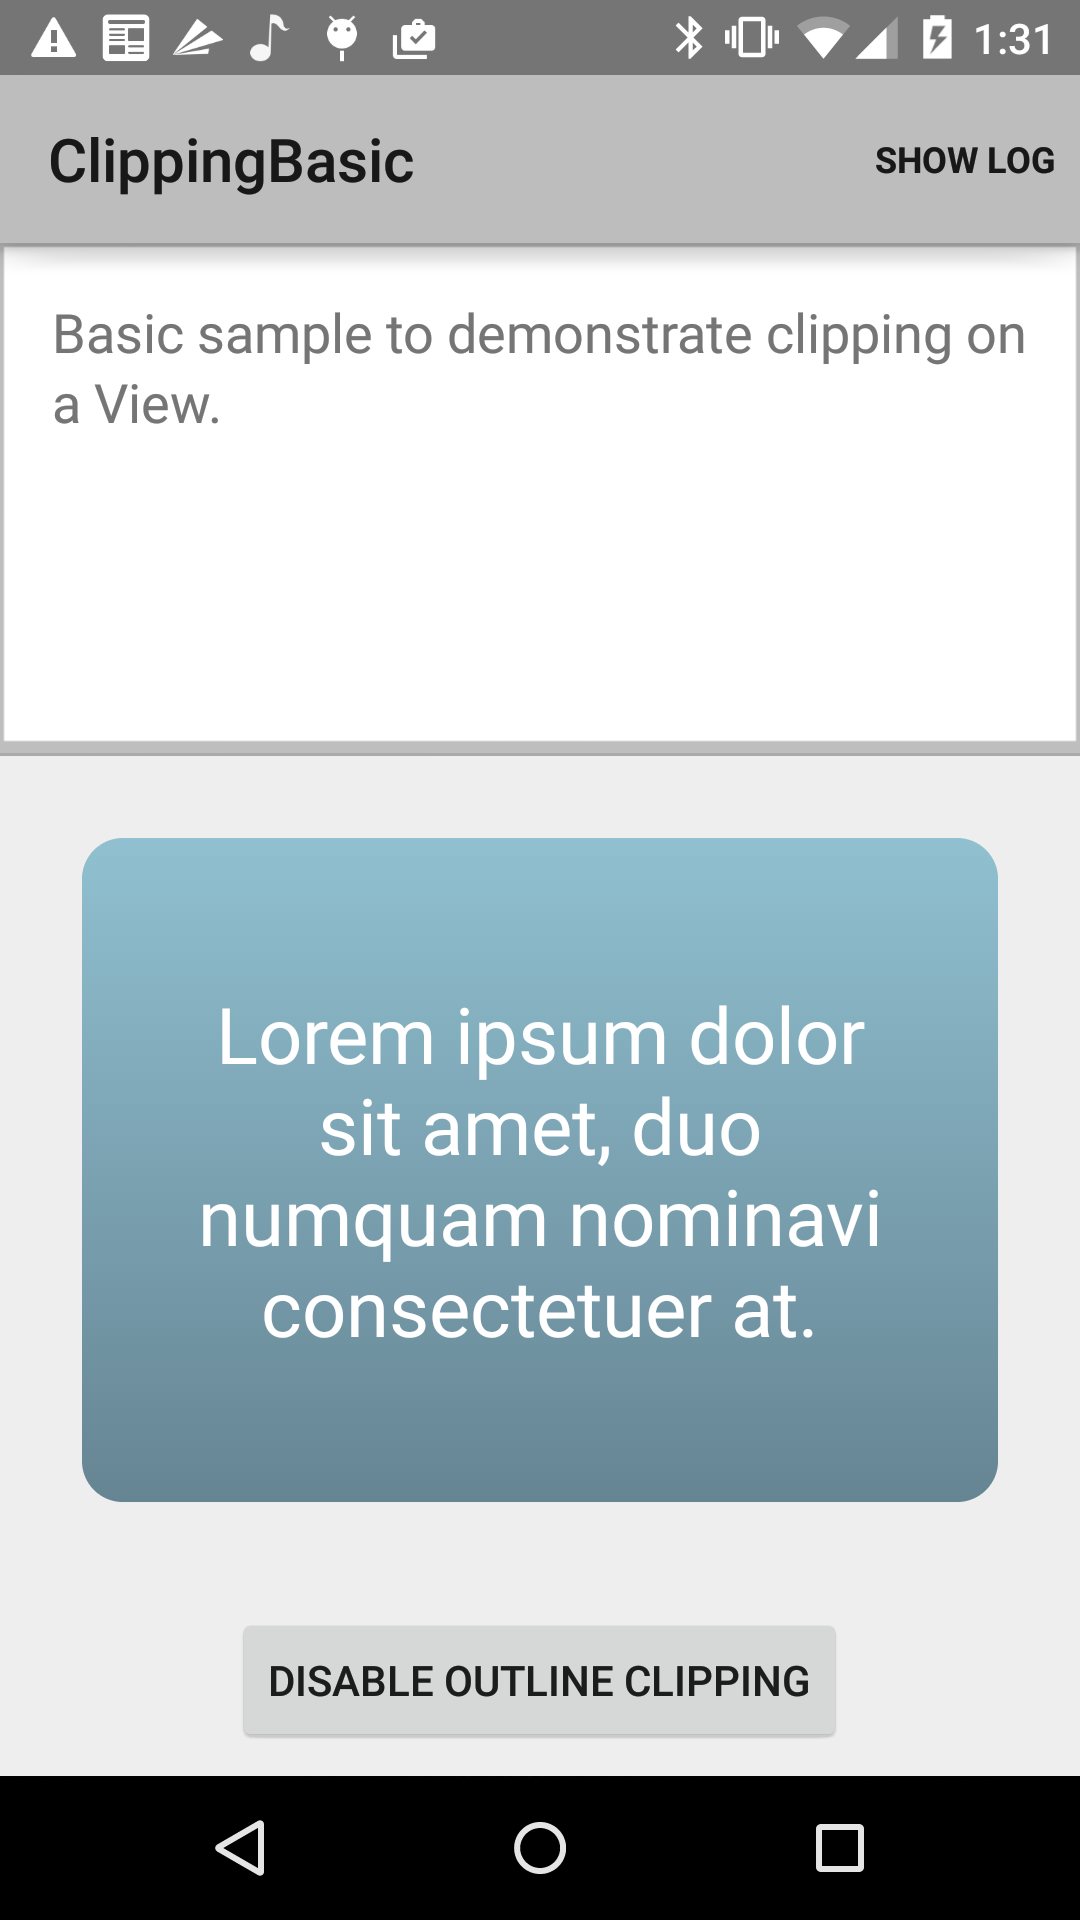 1:31
ClippingBasic
SHOW LOG
Basic sample to demonstrate clipping on
a View.
Lorem ipsum dolor
sit amet, duo
numquam nominavi
consectetuer at.
DISABLE OUTLINE CLIPPING